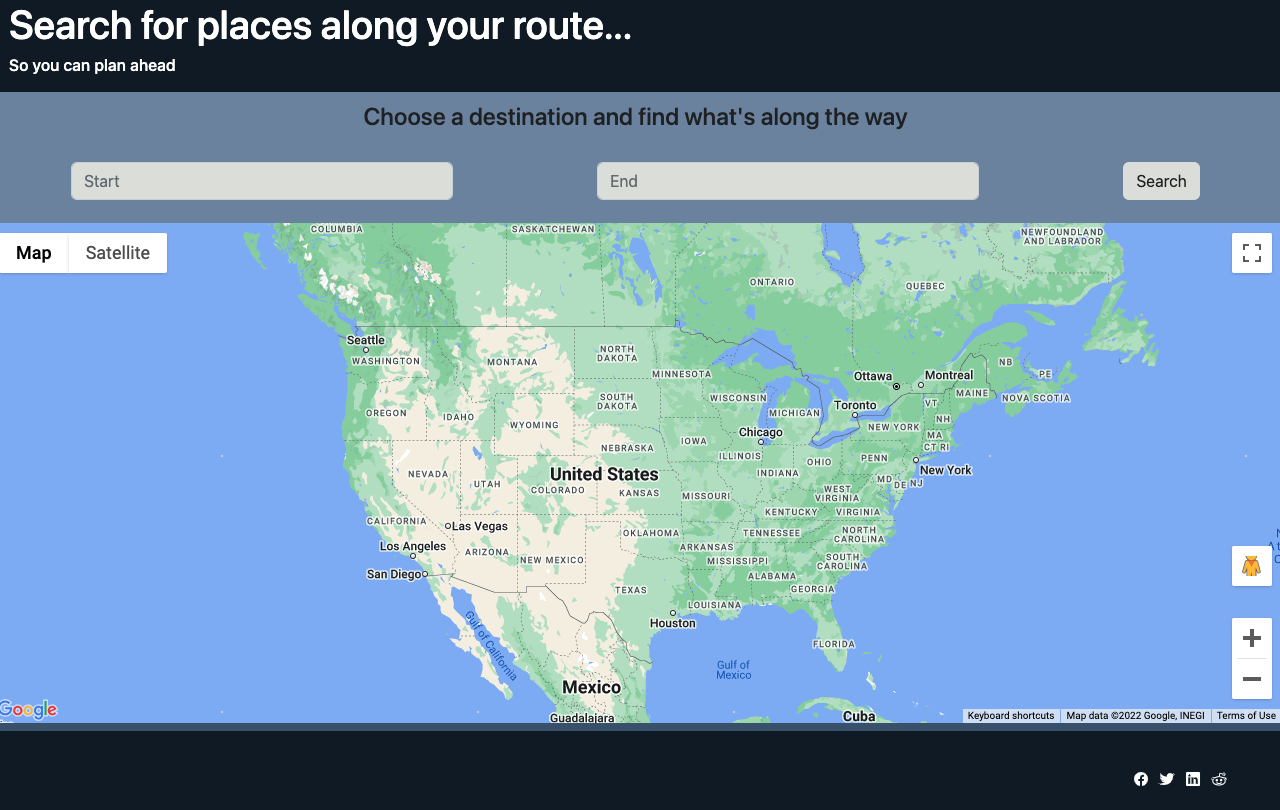 Search for places along your route...
So you can plan ahead
Choose a destination and find what's along the way
Start
End
Search
Map
Satellite
COLUMBIA
SASKATCHEWAN
NEWFOUNDLAND
AND LABRADOR
ONTARIO
QUEBEC
Seattle
WASHINGTON
MONTANA
NORTH
DAKOTA
MINNESOTA
Ottawa
Montreal
NB
PE
NOVA SCOTIA
MAINE
OREGON
IDAHO
WYOMING
SOUTH
DAKOTA
WISCONSIN
MICHIGAN
Toronto
VT
NH
NEW YORK
MA
CT RI
Chicago
IOWA
NEBRASKA
ILLINOIS
INDIANA
OHIO
PENN
New York
NEVADA
UTAH
United States
COLORADO
KANSAS
MISSOURI
WEST
VIRGINIA
MD
DE
NJ
KENTUCKY
VIRGINIA
CALIFORNIA
Las Vegas
OKLAHOMA
TENNESSEE
NORTH
CAROLINA
Los Angeles
ARIZONA
NEW MEXICO
ARKANSAS
MISSISSIPPI
SOUTH
CAROLINA
San Diego
TEXAS
ALABAMA
GEORGIA
LOUISIANA
Houston
FLORIDA
Gulf of California
Gulf of
Mexico
Mexico
Guadalajara
Cuba
Google
Keyboard shortcuts
Map data ©2022 Google, INEGI
Terms of Use